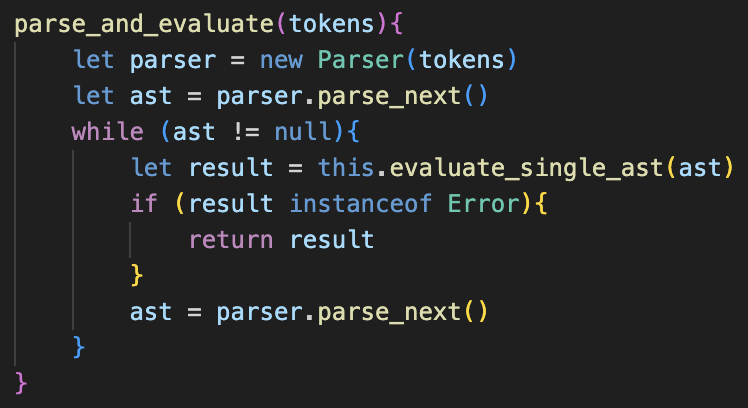 parse_and_evaluate(tokens){
    let parser = new Parser(tokens)
    let ast = parser.parse_next()
    while (ast != null){
        let result = this.evaluate_single_ast(ast)
        if (result instanceof Error){
            return result
        }
        ast = parser.parse_next()
    }
}